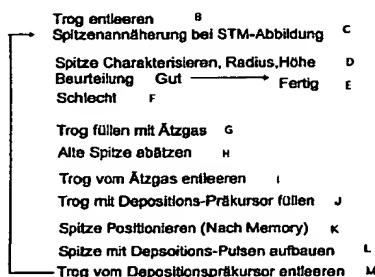 Trog entleeren B
Spitzenannäherung bei STM-Abbildung C
Spitze Charakterisieren, Radius,Höhe D
Beurteilung Gut Fertig E
Schlecht F
Trog füllen mit Ätzgas G
Alte Spitze abätzen H
Trog vom Ätzgas entleeren I
Trog mit Depositions-Präkursor füllen J
Spitze Positionieren (Nach Memory) K
Spitze mit Depsoitions-Pulsen aufbauen L
Trog vom Depositionspräkursor entleeren M